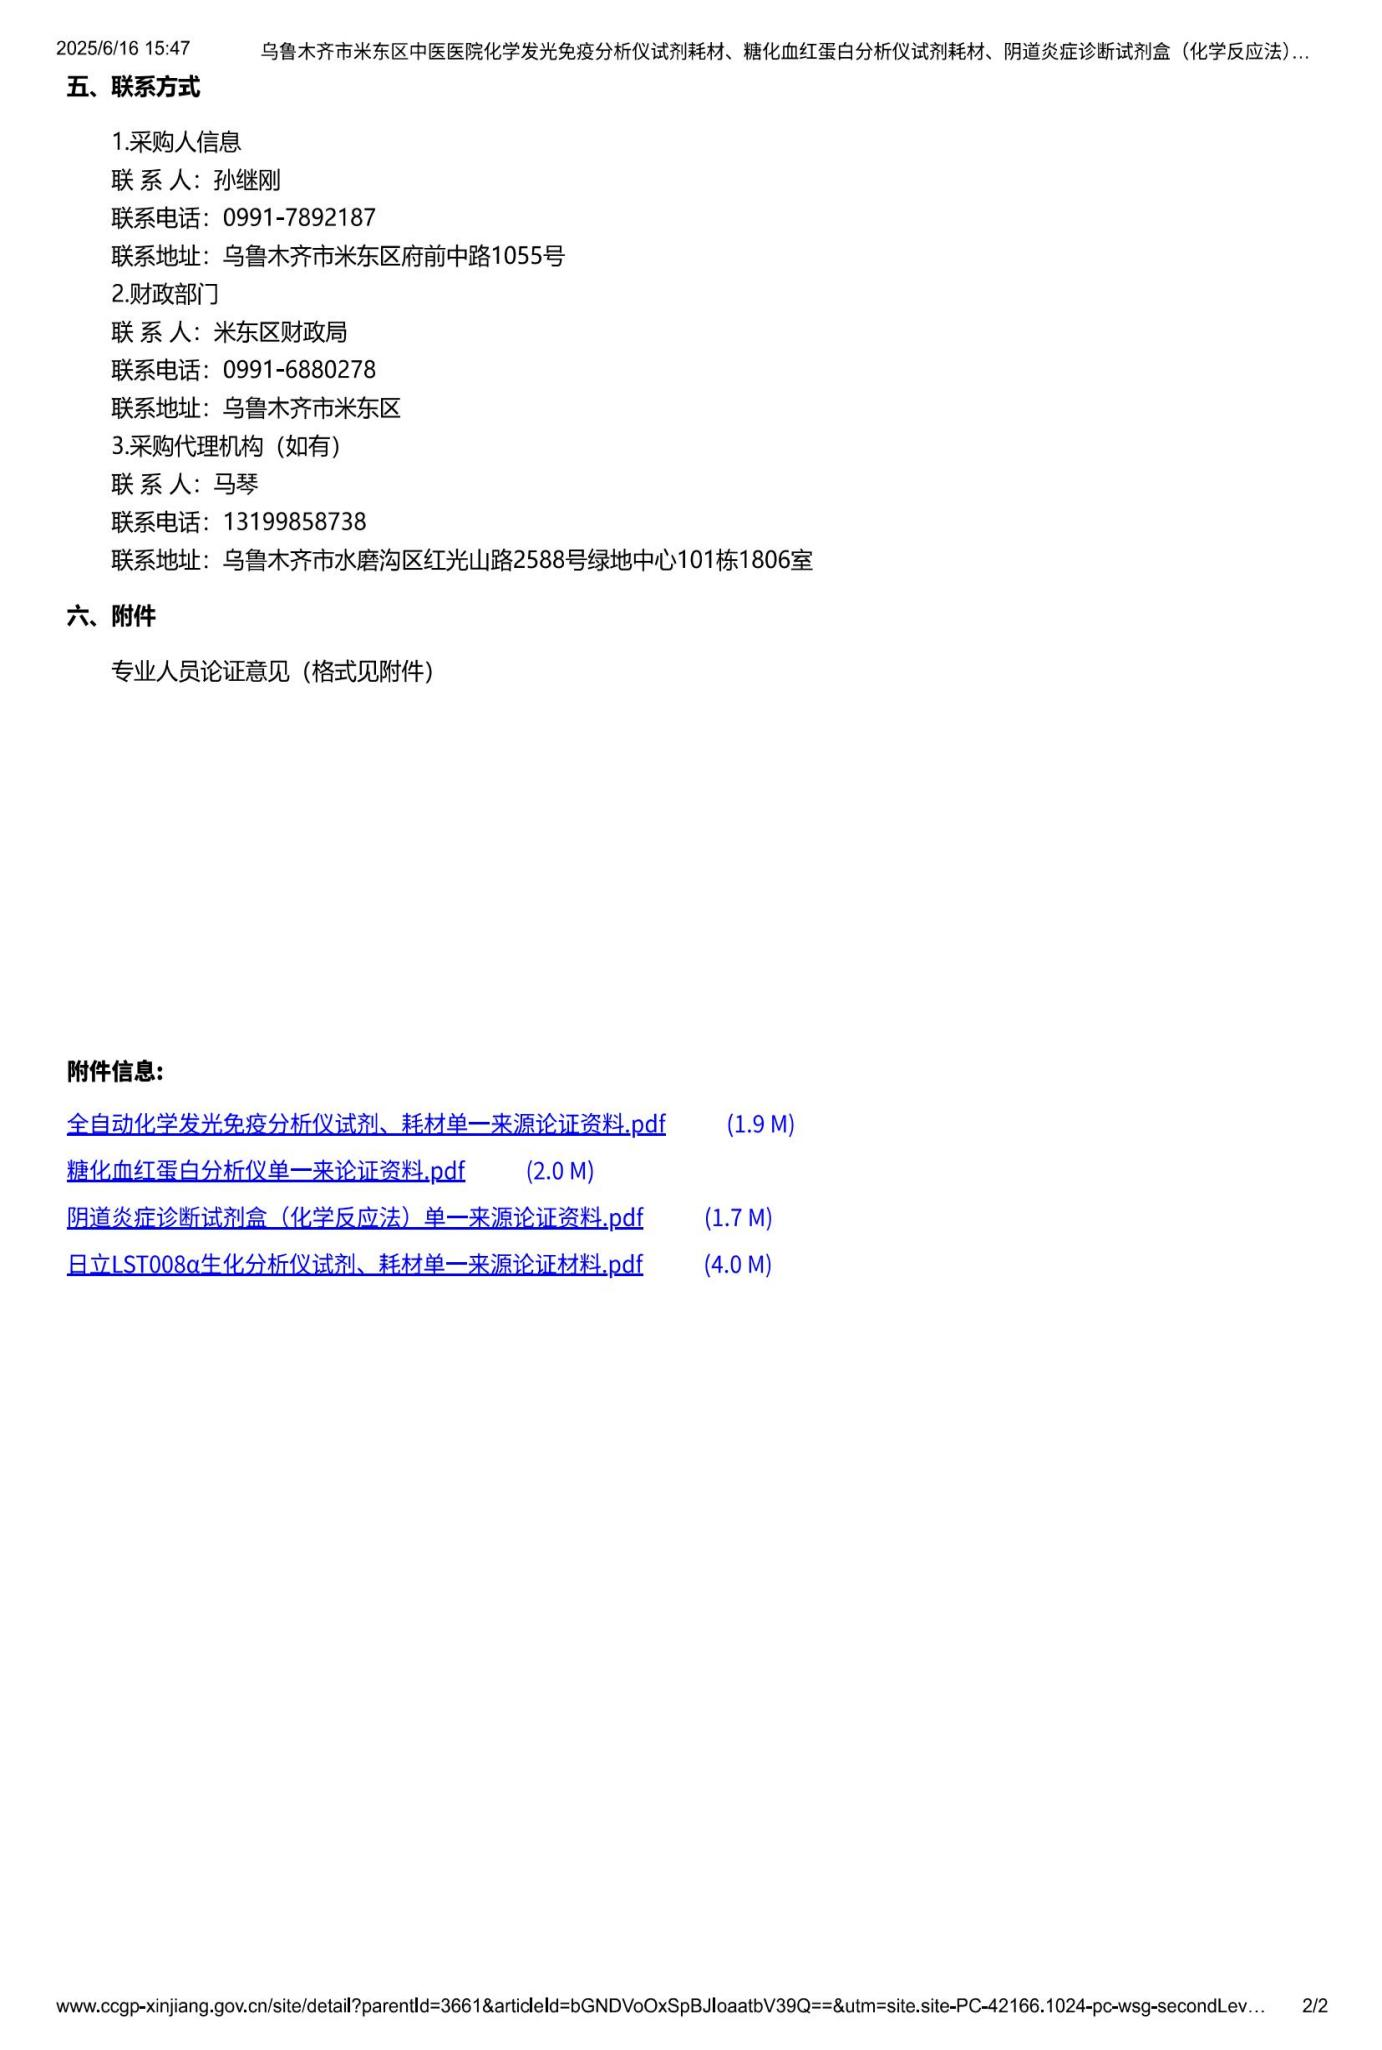 2025/6/16 15:47 乌鲁木齐市米东区中医医院化学发光免疫分析仪试剂耗材、糖化血红蛋白分析仪试剂耗材、阴道炎症诊断试剂盒（化学反应法）…
五、联系方式
1.采购人信息
联 系 人：孙继刚
联系电话：0991-7892187
联系地址：乌鲁木齐市米东区府前中路1055号
2.财政部门
联 系 人：米东区财政局
联系电话：0991-6880278
联系地址：乌鲁木齐市米东区
3.采购代理机构（如有）
联 系 人：马琴
联系电话：13199858738
联系地址：乌鲁木齐市水磨沟区红光山路2588号绿地中心101栋1806室
六、附件
专业人员论证意见（格式见附件）
附件信息:
全自动化学发光免疫分析仪试剂、耗材单一来源论证资料.pdf (1.9 M)
糖化血红蛋白分析仪单一来论证资料.pdf (2.0 M)
阴道炎症诊断试剂盒（化学反应法）单一来源论证资料.pdf (1.7 M)
日立LST008α生化分析仪试剂、耗材单一来源论证材料.pdf (4.0 M)
www.ccgp-xinjiang.gov.cn/site/detail?parentId=3661&articleId=bGNDVoOxSpBJIoaatbV39Q==&utm=site.site-PC-42166.1024-pc-wsg-secondLev… 2/2